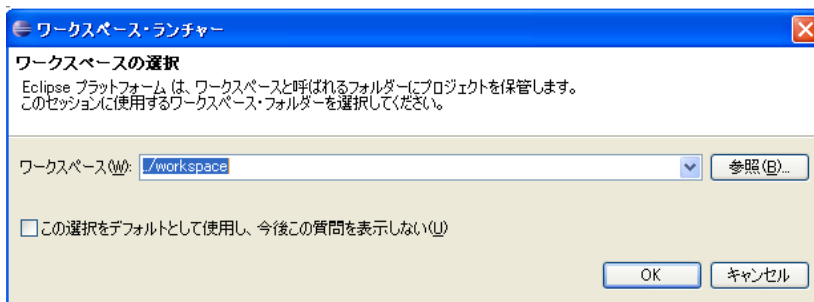 ワークスペース・ランチャー
ワークスペースの選択
Eclipse プラットフォーム は、ワークスペースと呼ばれるフォルダーにプロジェクトを保管します。
このセッションに使用するワークスペース・フォルダーを選択してください。
ワークスペース(W): ../workspace 参照(B)...
この選択をデフォルトとして使用し、今後この質問を表示しない(U)
OK キャンセル